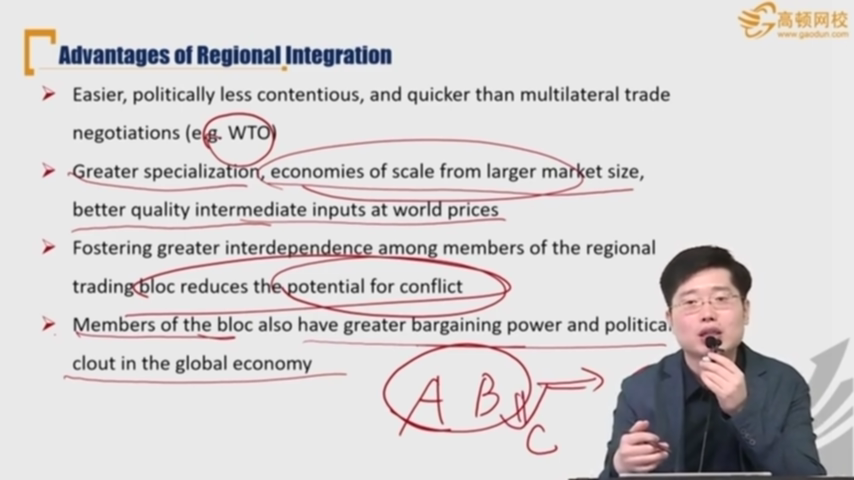 高顿网校
www.gaodun.com
Advantages of Regional Integration
Easier, politically less contentious, and quicker than multilateral trade
negotiations (e.g. WTO)
Greater specialization, economies of scale from larger market size,
better quality intermediate inputs at world prices
Fostering greater interdependence among members of the regional
trading bloc reduces the potential for conflict
Members of the bloc also have greater bargaining power and political
clout in the global economy
A B
C